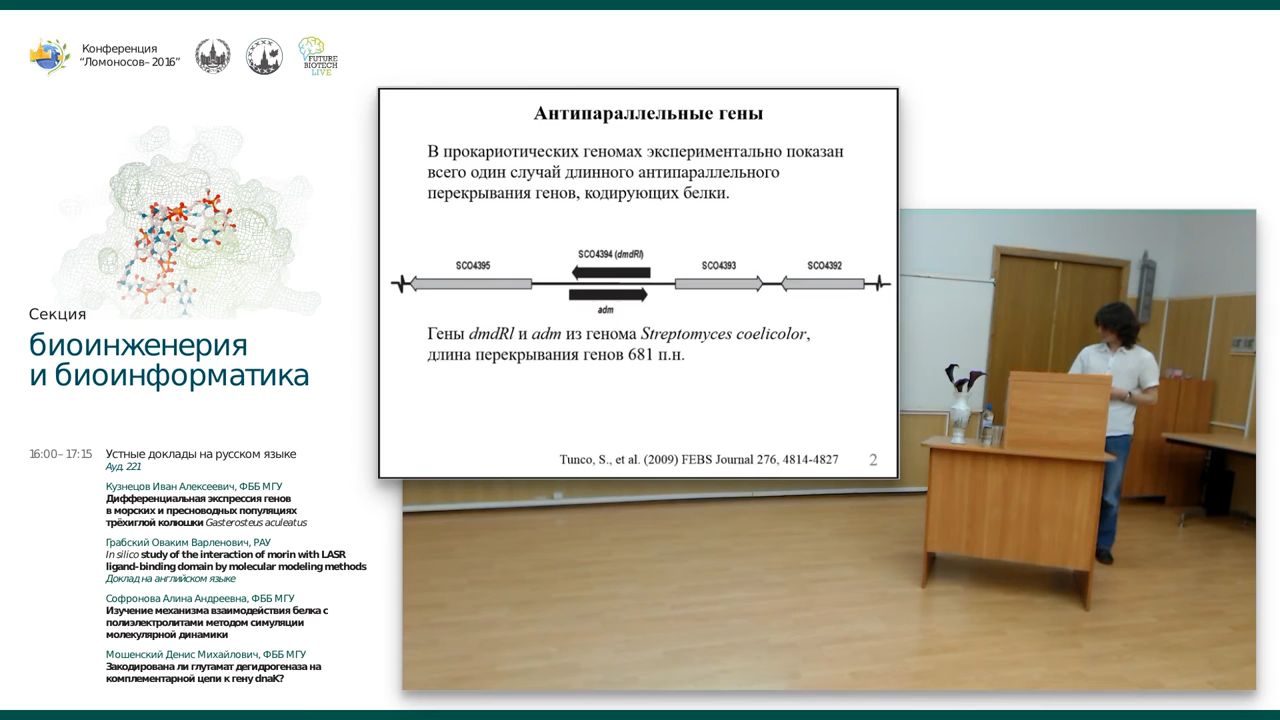 Конференция
“Ломоносов–2016”
FUTURE
BIOTECH
LIVE
Секция
биоинженерия
и биоинформатика
16:00–17:15 Устные доклады на русском языке
Ауд. 221
Кузнецов Иван Алексеевич, ФББ МГУ
Дифференциальная экспрессия генов
в морских и пресноводных популяциях
трёхиглой колюшки Gasterosteus aculeatus
Грабский Оваким Варленович, РАУ
In silico study of the interaction of morin with LASR
ligand-binding domain by molecular modeling methods
Доклад на английском языке
Софронова Алина Андреевна, ФББ МГУ
Изучение механизма взаимодействия белка с
полиэлектролитами методом симуляции
молекулярной динамики
Мошенский Денис Михайлович, ФББ МГУ
Закодирована ли глутамат дегидрогеназа на
комплементарной цепи к гену dnaK?
Антипараллельные гены
В прокариотических геномах экспериментально показан
всего один случай длинного антипараллельного
перекрывания генов, кодирующих белки.
SCO4395
SCO4394 (dmdRI)
SCO4393
SCO4392
adm
Гены dmdRl и adm из генома Streptomyces coelicolor,
длина перекрывания генов 681 п.н.
Tunco, S., et al. (2009) FEBS Journal 276, 4814-4827
2